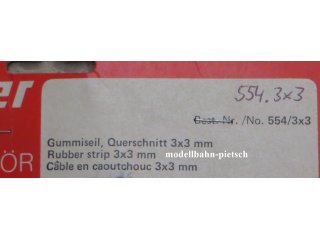 554.3x3
er
Gest. Nr. /No. 554/3x3
ÖR
Gummiseil, Querschnitt 3x3 mm
Rubber strip 3x3 mm
modellbahn-pietsch
Câble en caoutchouc 3x3 mm